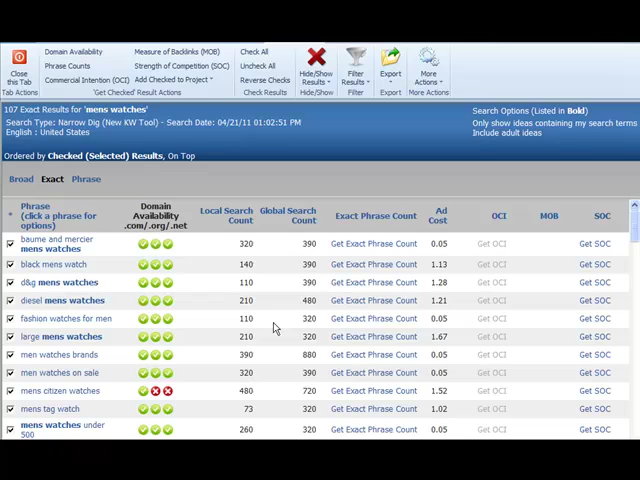 Close this Tab
Tab Actions
Domain Availability
Phrase Counts
Commercial Intention (OCI)
Measure of Backlinks (MOB)
Strength of Competition (SOC)
Add Checked to Project
'Get Checked' Result Actions
Check All
Uncheck All
Reverse Checks
Check Results
Hide/Show Results
Hide/Show
Filter Results
Filter
Export
Export
More Actions
More Actions
107 Exact Results for 'mens watches'
Search Type: Narrow Dig (New KW Tool) - Search Date: 04/21/11 01:02:51 PM
English : United States
Ordered by Checked (Selected) Results, On Top
Search Options (Listed in Bold)
Only show ideas containing my search terms
Include adult ideas
Broad Exact Phrase
* Phrase (click a phrase for options) Domain Availability .com/.org/.net Local Search Count Global Search Count Exact Phrase Count Ad Cost OCI MOB SOC
baume and mercier mens watches 320 390 Get Exact Phrase Count 0.05 Get OCI Get SOC
black mens watch 140 390 Get Exact Phrase Count 1.13 Get OCI Get SOC
d&g mens watches 110 390 Get Exact Phrase Count 1.28 Get OCI Get SOC
diesel mens watches 210 480 Get Exact Phrase Count 1.21 Get OCI Get SOC
fashion watches for men 110 320 Get Exact Phrase Count 0.05 Get OCI Get SOC
large mens watches 210 320 Get Exact Phrase Count 1.67 Get OCI Get SOC
men watches brands 390 880 Get Exact Phrase Count 0.05 Get OCI Get SOC
men watches on sale 320 390 Get Exact Phrase Count 0.05 Get OCI Get SOC
mens citizen watches 480 720 Get Exact Phrase Count 1.52 Get OCI Get SOC
mens tag watch 73 320 Get Exact Phrase Count 1.02 Get OCI Get SOC
mens watches under 500 260 320 Get Exact Phrase Count 0.05 Get OCI Get SOC